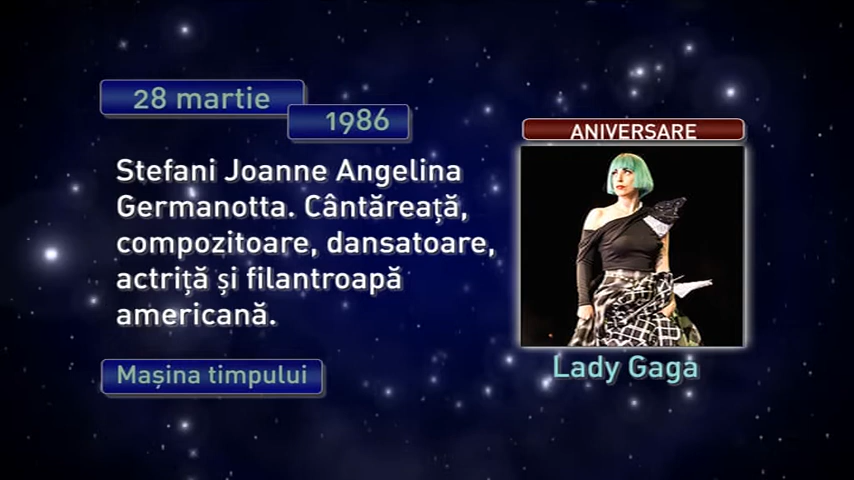 28 martie
1986
Stefani Joanne Angelina
Germanotta. Cântăreață,
compozitoare, dansatoare,
actriță și filantroapă
americană.
Mașina timpului
ANIVERSARE
Lady Gaga